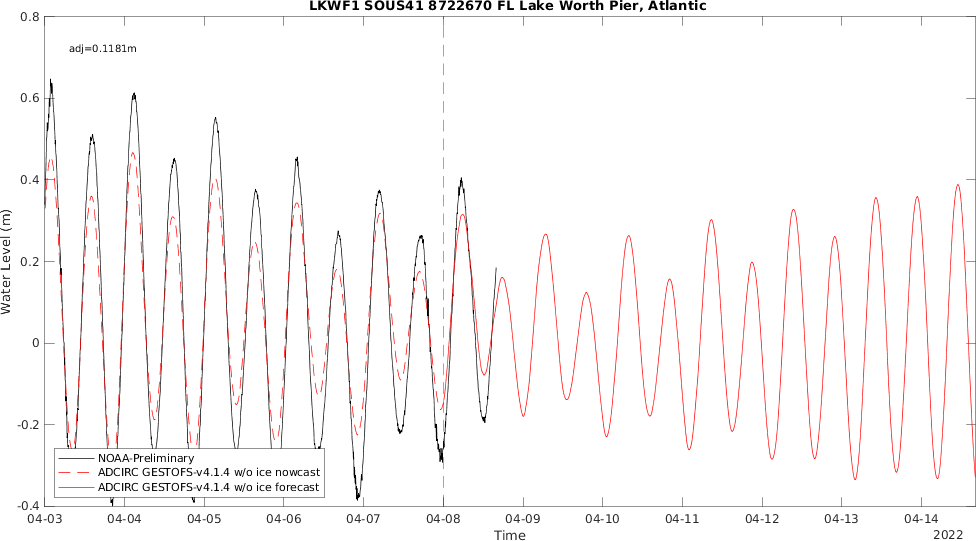 LKWF1 SOUS41 8722670 FL Lake Worth Pier, Atlantic
adj=0.1181m
0.8
0.6
0.4
0.2
0
-0.2
-0.4
Water Level (m)
NOAA-Preliminary
ADCIRC GESTOFS-v4.1.4 w/o ice nowcast
ADCIRC GESTOFS-v4.1.4 w/o ice forecast
04-03 04-04 04-05 04-06 04-07 04-08 04-09 04-10 04-11 04-12 04-13 04-14
Time
2022